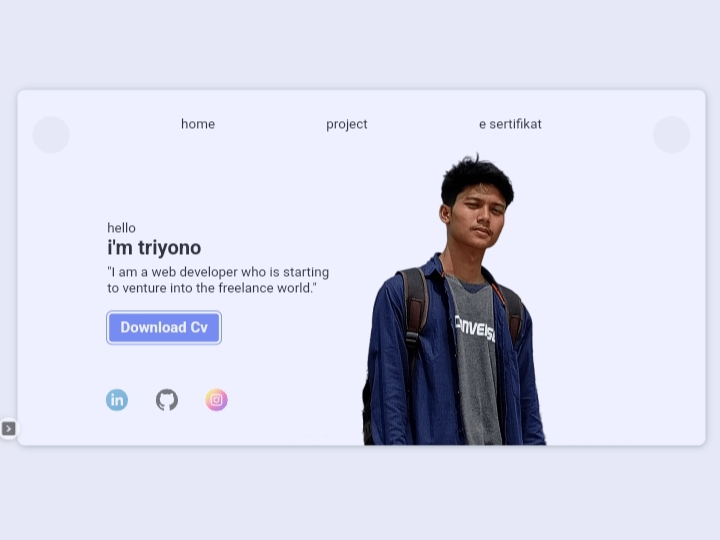 home
project
e sertifikat
hello
i'm triyono
"I am a web developer who is starting
to venture into the freelance world."
Download Cv
in